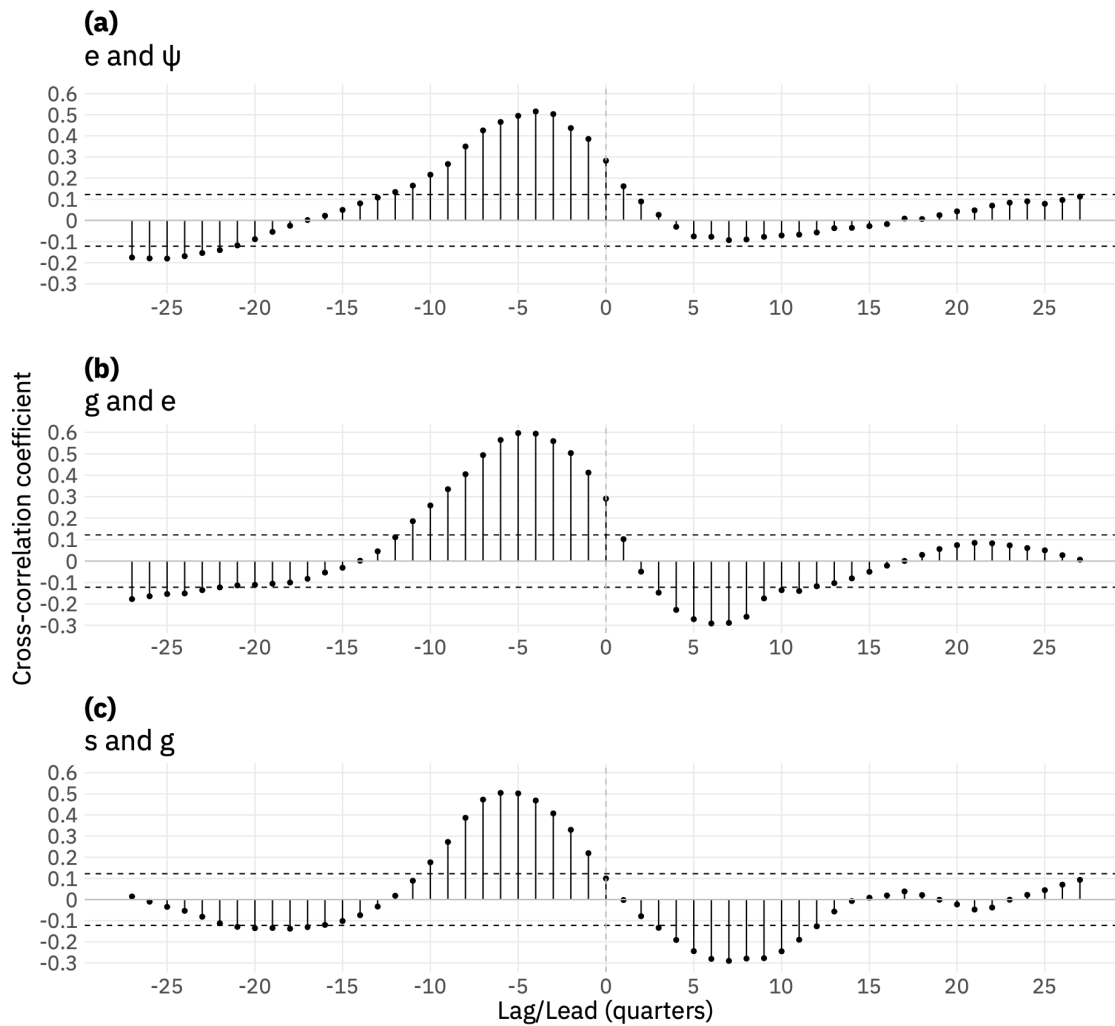 (a)
e and ψ
0.6
0.5
0.4
0.3
0.2
0.1
0
-0.1
-0.2
-0.3
-25 -20 -15 -10 -5 0 5 10 15 20 25
(b)
g and e
0.6
0.5
0.4
0.3
0.2
0.1
0
-0.1
-0.2
-0.3
-25 -20 -15 -10 -5 0 5 10 15 20 25
Cross-correlation coefficient
(c)
s and g
0.6
0.5
0.4
0.3
0.2
0.1
0
-0.1
-0.2
-0.3
-25 -20 -15 -10 -5 0 5 10 15 20 25
Lag/Lead (quarters)